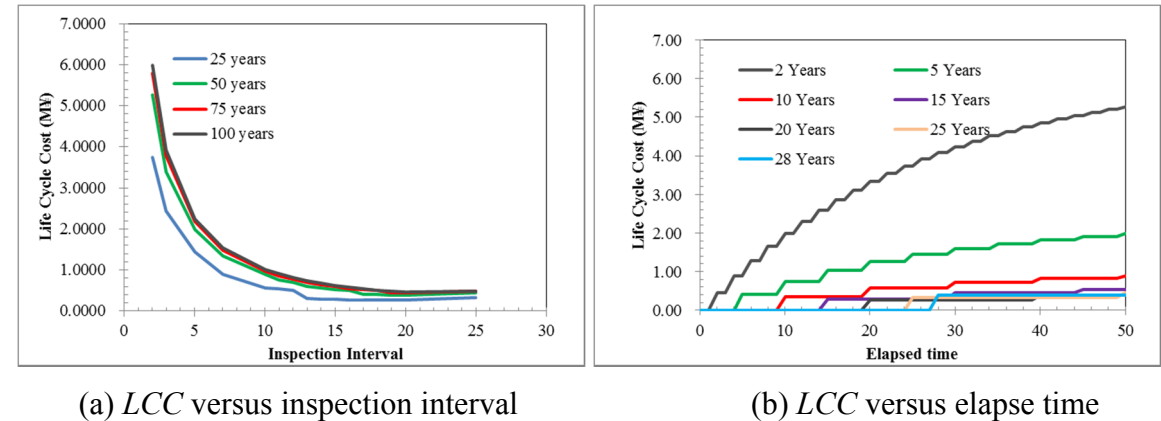 7.0000
6.0000
5.0000
4.0000
3.0000
2.0000
1.0000
0.0000
Life Cycle Cost (M¥)
25 years
50 years
75 years
100 years
0 5 10 15 20 25 30
Inspection Interval
7.00
6.00
5.00
4.00
3.00
2.00
1.00
0.00
Life Cycle Cost (M¥)
2 Years 5 Years
10 Years 15 Years
20 Years 25 Years
28 Years
0 10 20 30 40 50
Elapsed time
(a) LCC versus inspection interval
(b) LCC versus elapse time